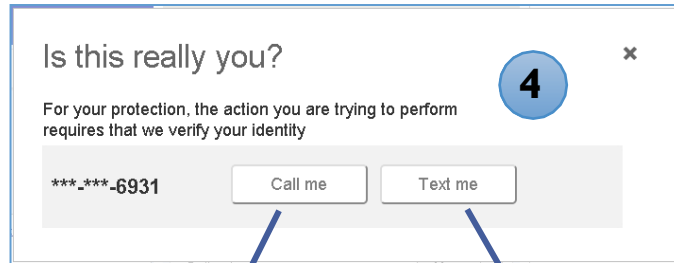 Is this really you?
4
For your protection, the action you are trying to perform
requires that we verify your identity
***-***-6931
Call me
Text me